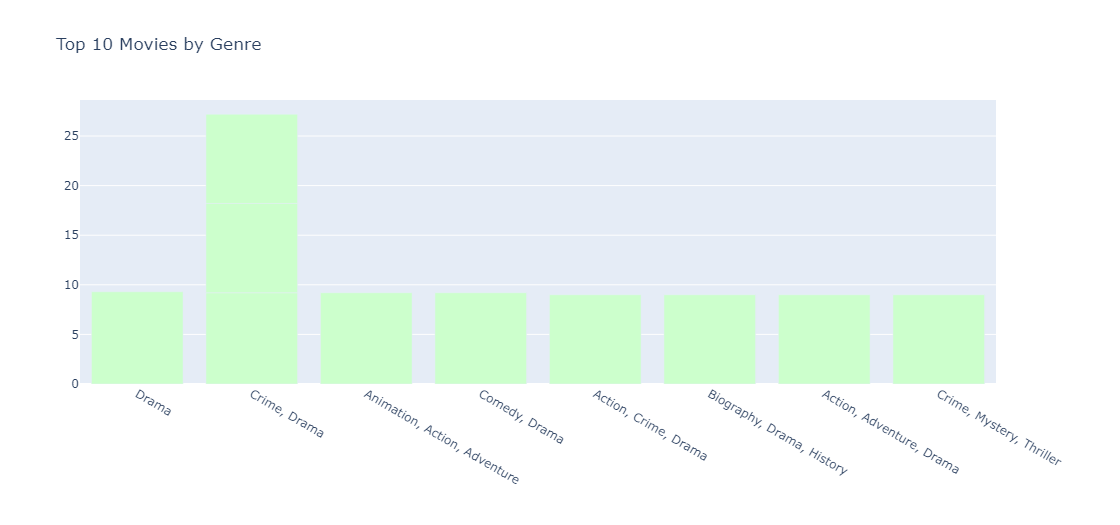 Top 10 Movies by Genre
25
20
15
10
5
0
Drama
Crime, Drama
Animation, Action, Adventure
Comedy, Drama
Action, Crime, Drama
Biography, Drama, History
Action, Adventure, Drama
Crime, Mystery, Thriller